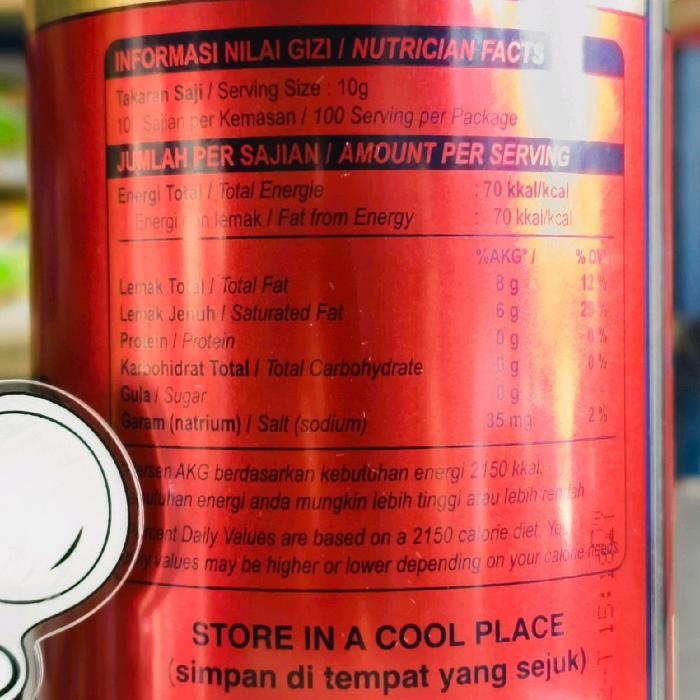 INFORMASI NILAI GIZI / NUTRICIAN FACTS
Takaran Saji / Serving Size : 10g
Sajian per Kemasan / 100 Serving per Package
JUMLAH PER SAJIAN / AMOUNT PER SERVING
Energi Total / Total Energie : 70 kkal/kcal
Energi lemak / Fat from Energy : 70 kkal/kcal
%AKG* / % DV*
Lemak Total / Total Fat 8 g 12 %
Lemak Jenuh / Saturated Fat 6 g 29 %
Protein / Protein 0 g 0 %
Karbohidrat Total / Total Carbohydrate 0 g 0 %
Gula / Sugar 0 g
Garam (natrium) / Salt (sodium) 35 mg 2 %
AKG berdasarkan kebutuhan energi 2150 kkal.
energi anda mungkin lebih tinggi atau lebih rendah
Daily Values are based on a 2150 calorie diet. Your
values may be higher or lower depending on your calorie needs
STORE IN A COOL PLACE
(simpan di tempat yang sejuk)